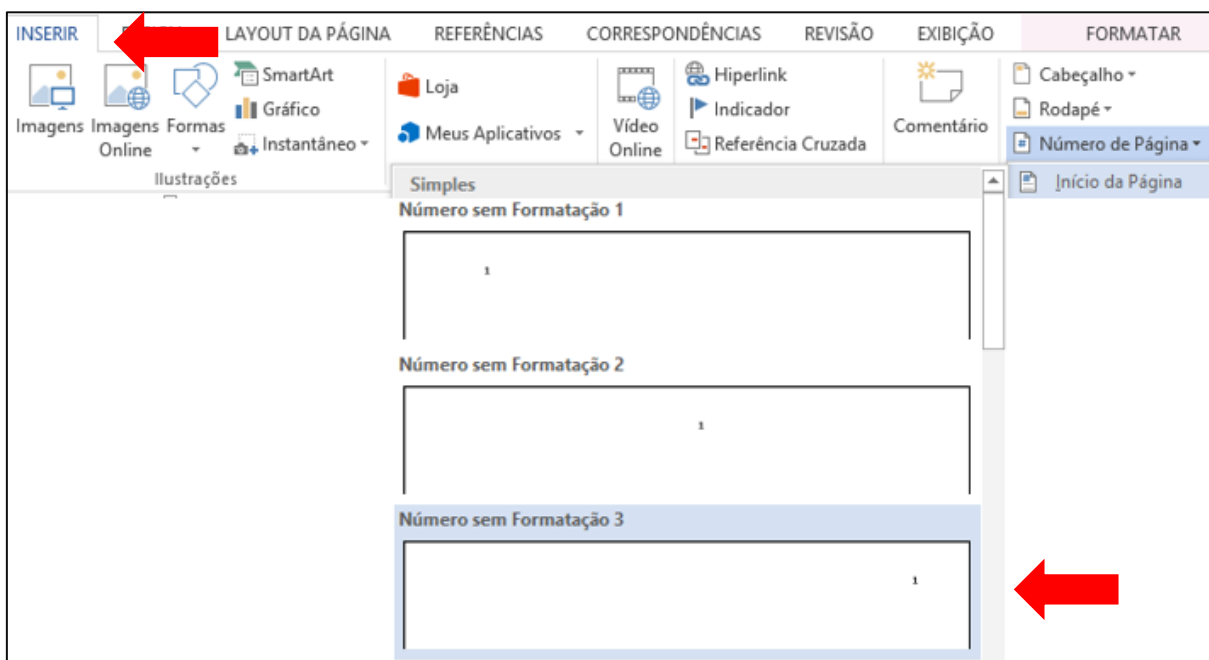 INSERIR LAYOUT DA PÁGINA REFERÊNCIAS CORRESPONDÊNCIAS REVISÃO EXIBIÇÃO FORMATAR
Imagens
Imagens Online
Formas
SmartArt
Gráfico
Instantâneo
Ilustrações
Loja
Meus Aplicativos
Vídeo Online
Hiperlink
Indicador
Referência Cruzada
Comentário
Cabeçalho
Rodapé
Número de Página
Início da Página
Simples
Número sem Formatação 1
1
Número sem Formatação 2
1
Número sem Formatação 3
1